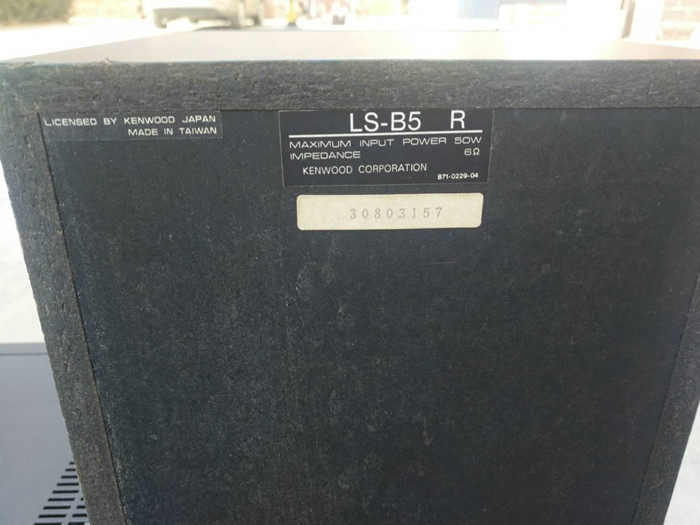 LICENSED BY KENWOOD JAPAN
MADE IN TAIWAN
LS-B5 R
MAXIMUM INPUT POWER 50W
IMPEDANCE 6Ω
KENWOOD CORPORATION
B71-0229-04
30803157